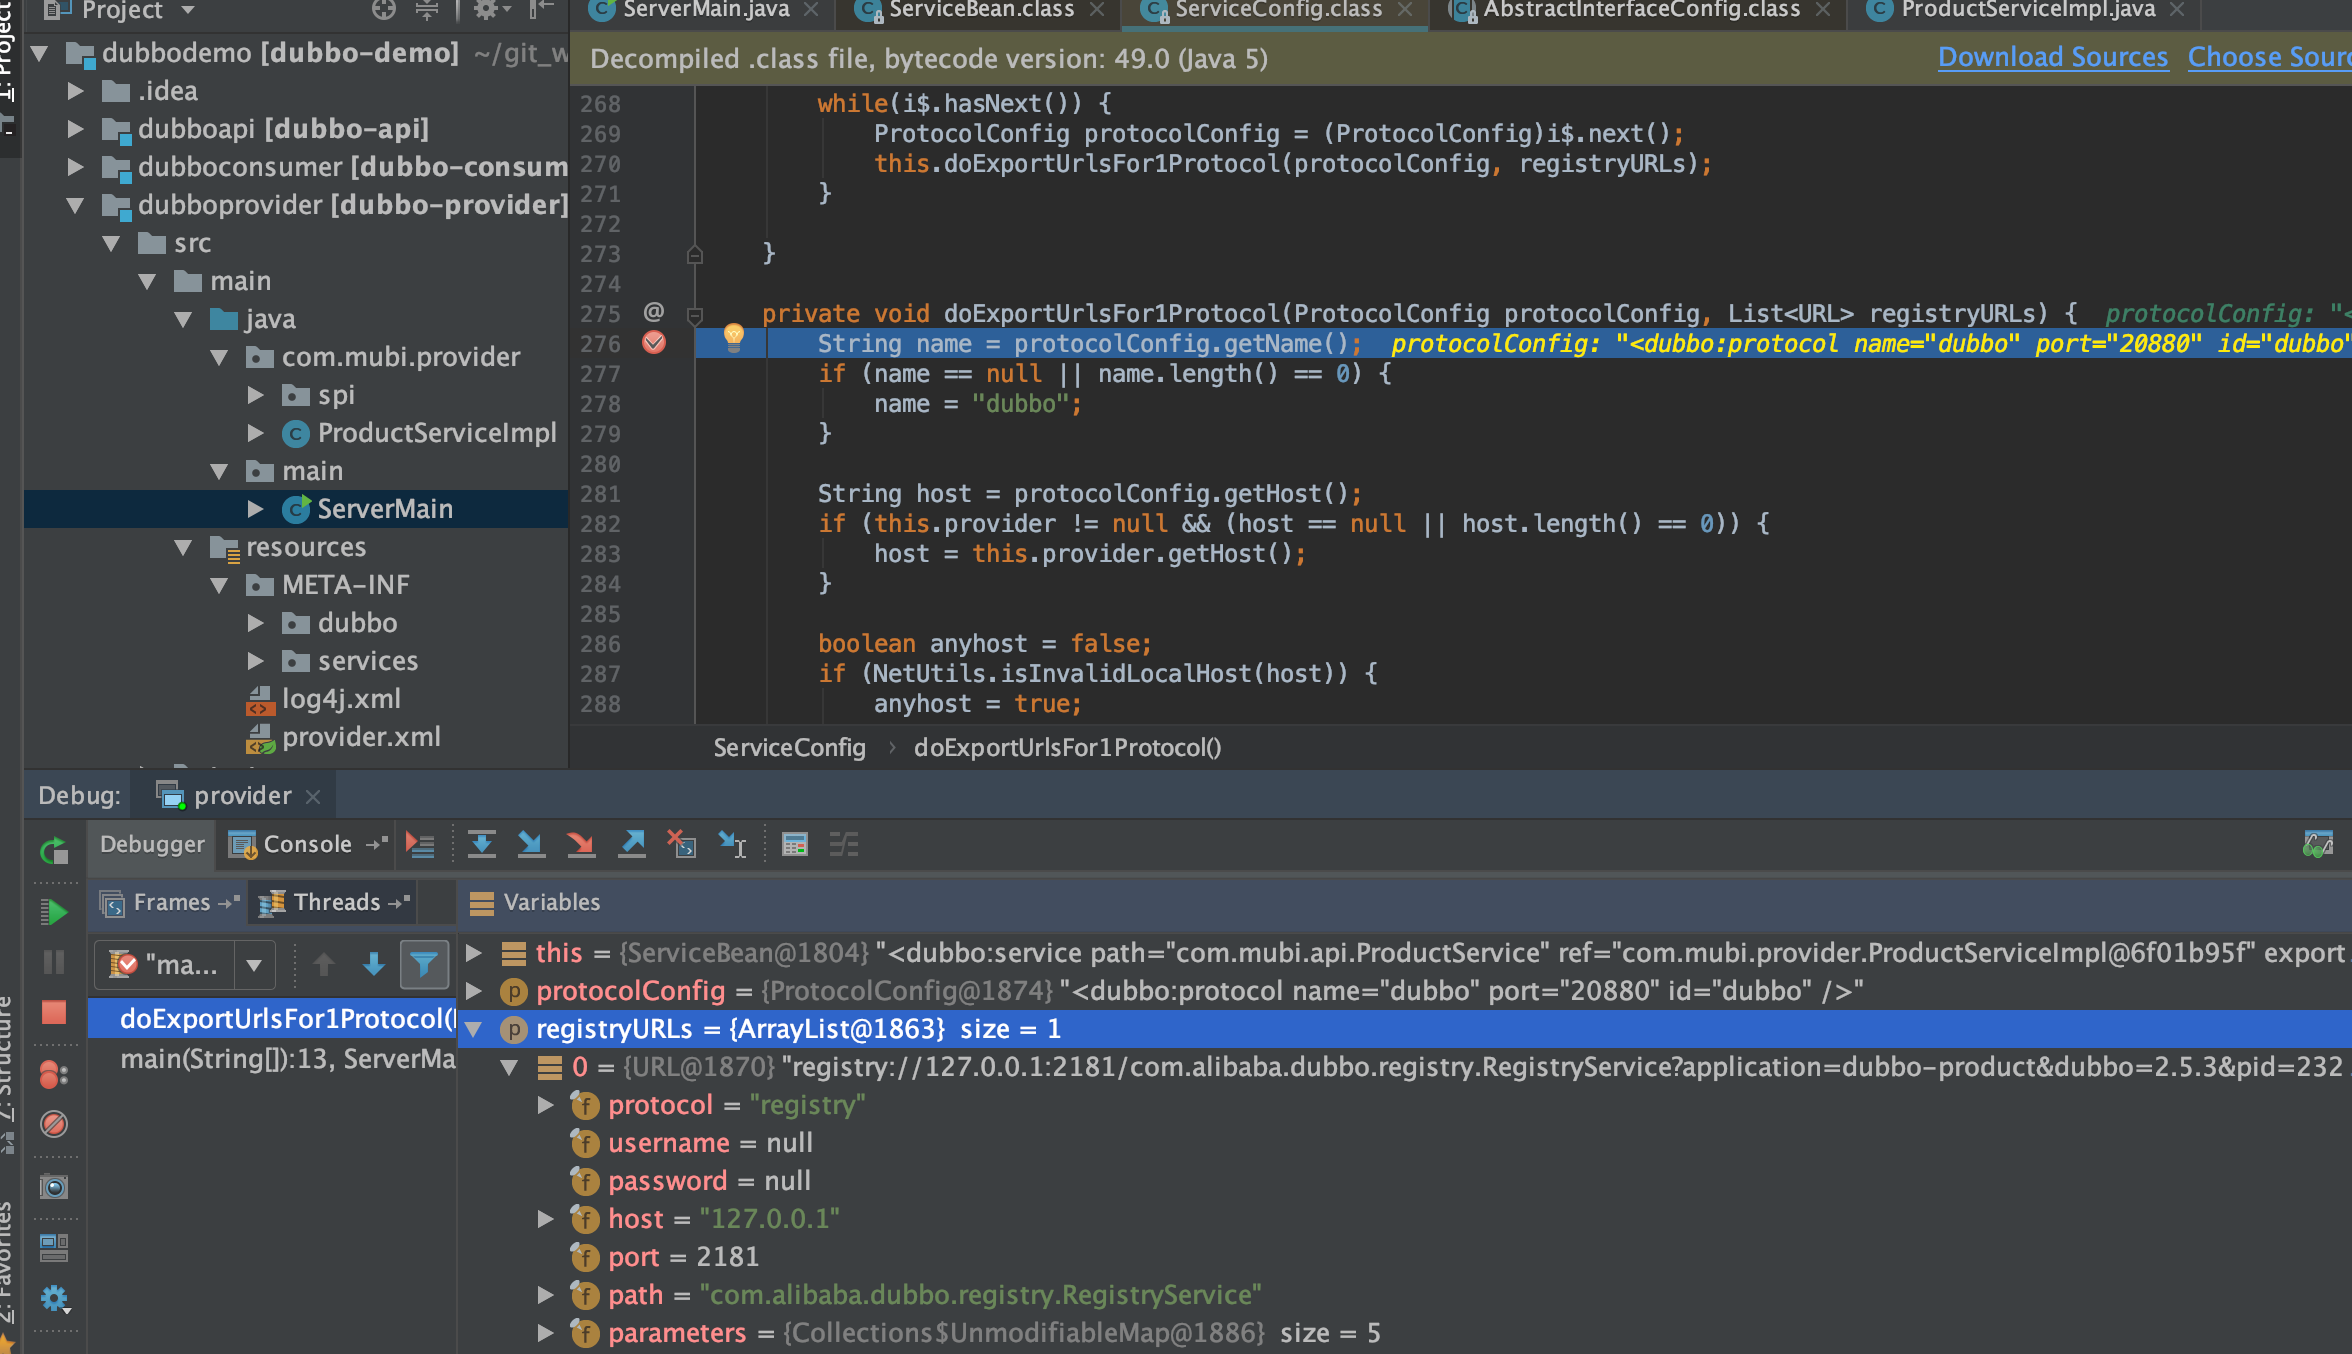 Project
ServerMain.java
ServiceBean.class
ServiceConfig.class
AbstractInterfaceConfig.class
ProductServiceImpl.java
1: Project
dubbodemo [dubbo-demo] ~/git_w
.idea
dubboapi [dubbo-api]
dubboconsumer [dubbo-consum
dubboprovider [dubbo-provider]
src
main
java
com.mubi.provider
spi
ProductServiceImpl
main
ServerMain
resources
META-INF
dubbo
services
log4j.xml
provider.xml
Decompiled .class file, bytecode version: 49.0 (Java 5)
Download Sources
Choose Sour
268 while(i$.hasNext()) {
269 ProtocolConfig protocolConfig = (ProtocolConfig)i$.next();
270 this.doExportUrlsFor1Protocol(protocolConfig, registryURLs);
271 }
272
273 }
274
275 @ private void doExportUrlsFor1Protocol(ProtocolConfig protocolConfig, List<URL> registryURLs) { protocolConfig: "<
276 String name = protocolConfig.getName(); protocolConfig: "<dubbo:protocol name="dubbo" port="20880" id="dubbo"
277 if (name == null || name.length() == 0) {
278 name = "dubbo";
279 }
280
281 String host = protocolConfig.getHost();
282 if (this.provider != null && (host == null || host.length() == 0)) {
283 host = this.provider.getHost();
284 }
285
286 boolean anyhost = false;
287 if (NetUtils.isInvalidLocalHost(host)) {
288 anyhost = true;
ServiceConfig › doExportUrlsFor1Protocol()
Debug: provider
Debugger
Console
Frames
Threads
Variables
"ma...
doExportUrlsFor1Protocol(
main(String[]):13, ServerMa
this = {ServiceBean@1804} "<dubbo:service path="com.mubi.api.ProductService" ref="com.mubi.provider.ProductServiceImpl@6f01b95f" export
protocolConfig = {ProtocolConfig@1874} "<dubbo:protocol name="dubbo" port="20880" id="dubbo" />"
registryURLs = {ArrayList@1863} size = 1
0 = {URL@1870} "registry://127.0.0.1:2181/com.alibaba.dubbo.registry.RegistryService?application=dubbo-product&dubbo=2.5.3&pid=232
protocol = "registry"
username = null
password = null
host = "127.0.0.1"
port = 2181
path = "com.alibaba.dubbo.registry.RegistryService"
parameters = {Collections$UnmodifiableMap@1886} size = 5
7: Structure
2: Favorites